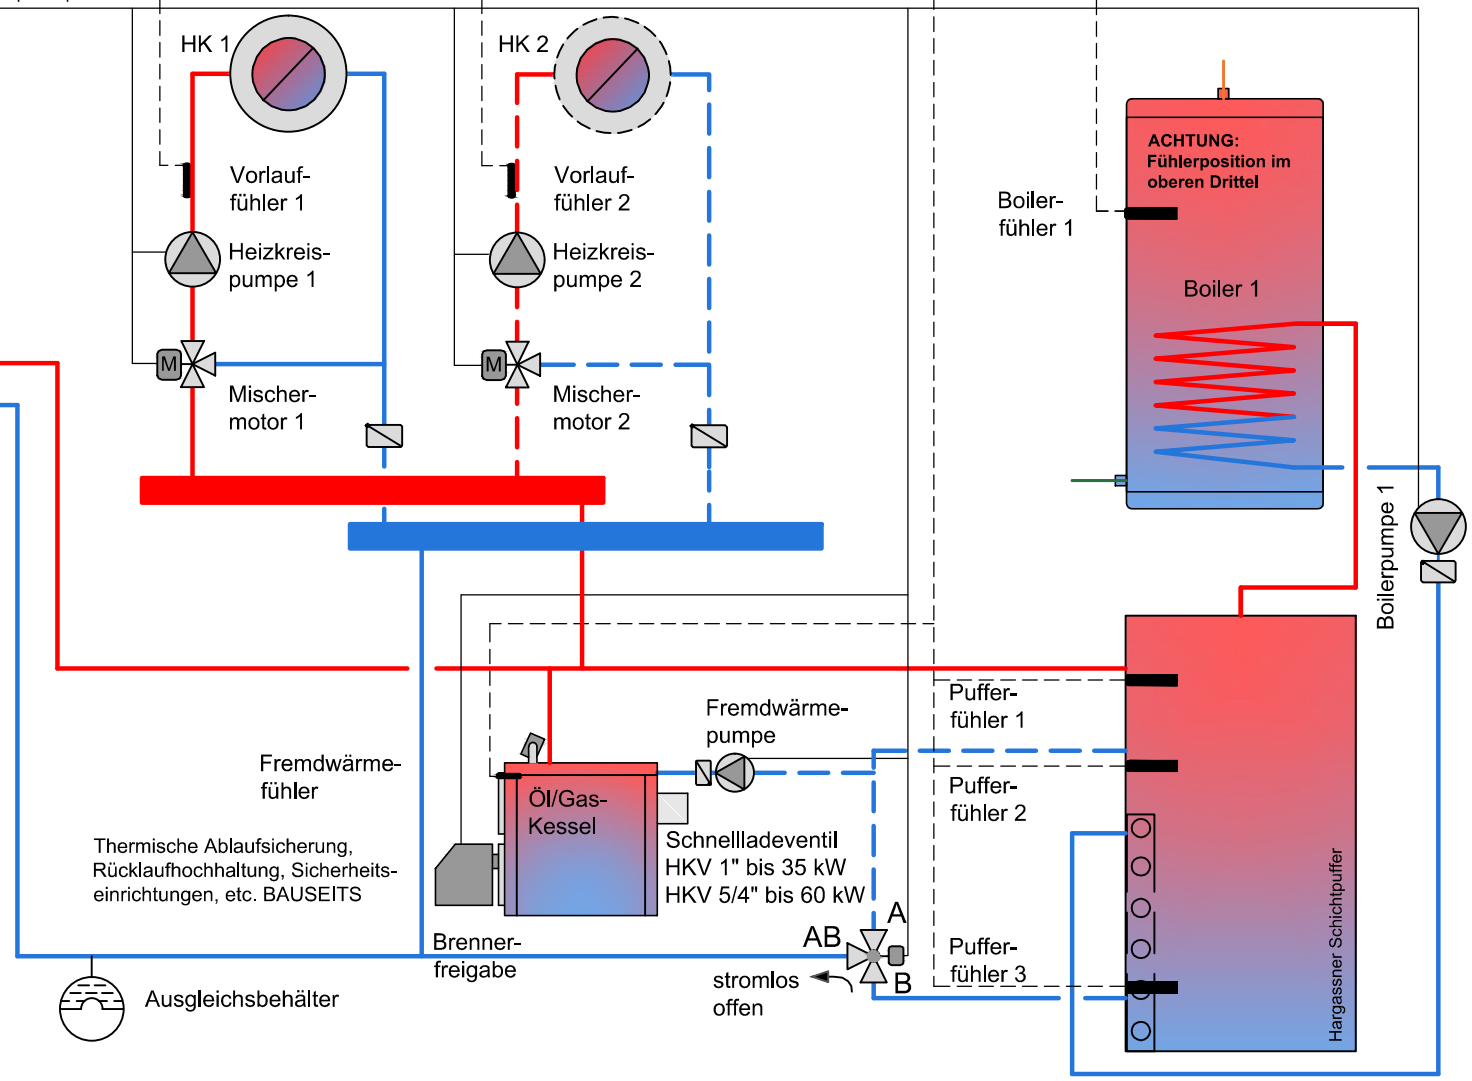 HK 1
HK 2
Vorlauf-
fühler 1
Vorlauf-
fühler 2
Heizkreis-
pumpe 1
Heizkreis-
pumpe 2
M
M
Mischer-
motor 1
Mischer-
motor 2
ACHTUNG:
Fühlerposition im
oberen Drittel
Boiler-
fühler 1
Boiler 1
Boilerpumpe 1
Fremdwärme-
pumpe
Fremdwärme-
fühler
Öl/Gas-
Kessel
Puffer-
fühler 1
Puffer-
fühler 2
Puffer-
fühler 3
Thermische Ablaufsicherung,
Rücklaufhochhaltung, Sicherheits-
einrichtungen, etc. BAUSEITS
Schnellladeventil
HKV 1" bis 35 kW
HKV 5/4" bis 60 kW
A
AB
B
Brenner-
freigabe
stromlos
offen
Ausgleichsbehälter
Hargassner Schichtpuffer